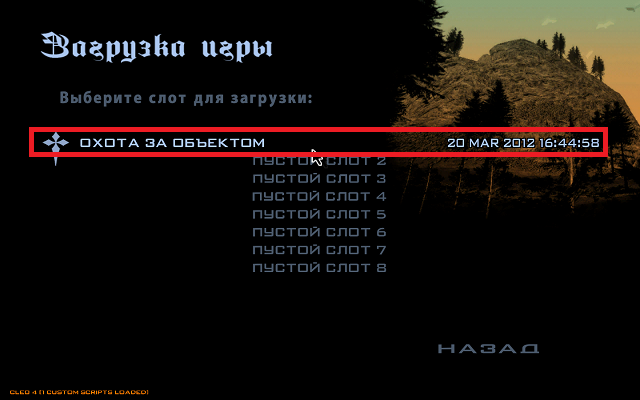 Загрузка игры
Выберите слот для загрузки:
ОХОТА ЗА ОБЪЕКТОМ 20 MAR 2012 16:44:58
ПУСТОЙ СЛОТ 2
ПУСТОЙ СЛОТ 3
ПУСТОЙ СЛОТ 4
ПУСТОЙ СЛОТ 5
ПУСТОЙ СЛОТ 6
ПУСТОЙ СЛОТ 7
ПУСТОЙ СЛОТ 8
НАЗАД
CLEO 4 (1 CUSTOM SCRIPTS LOADED)